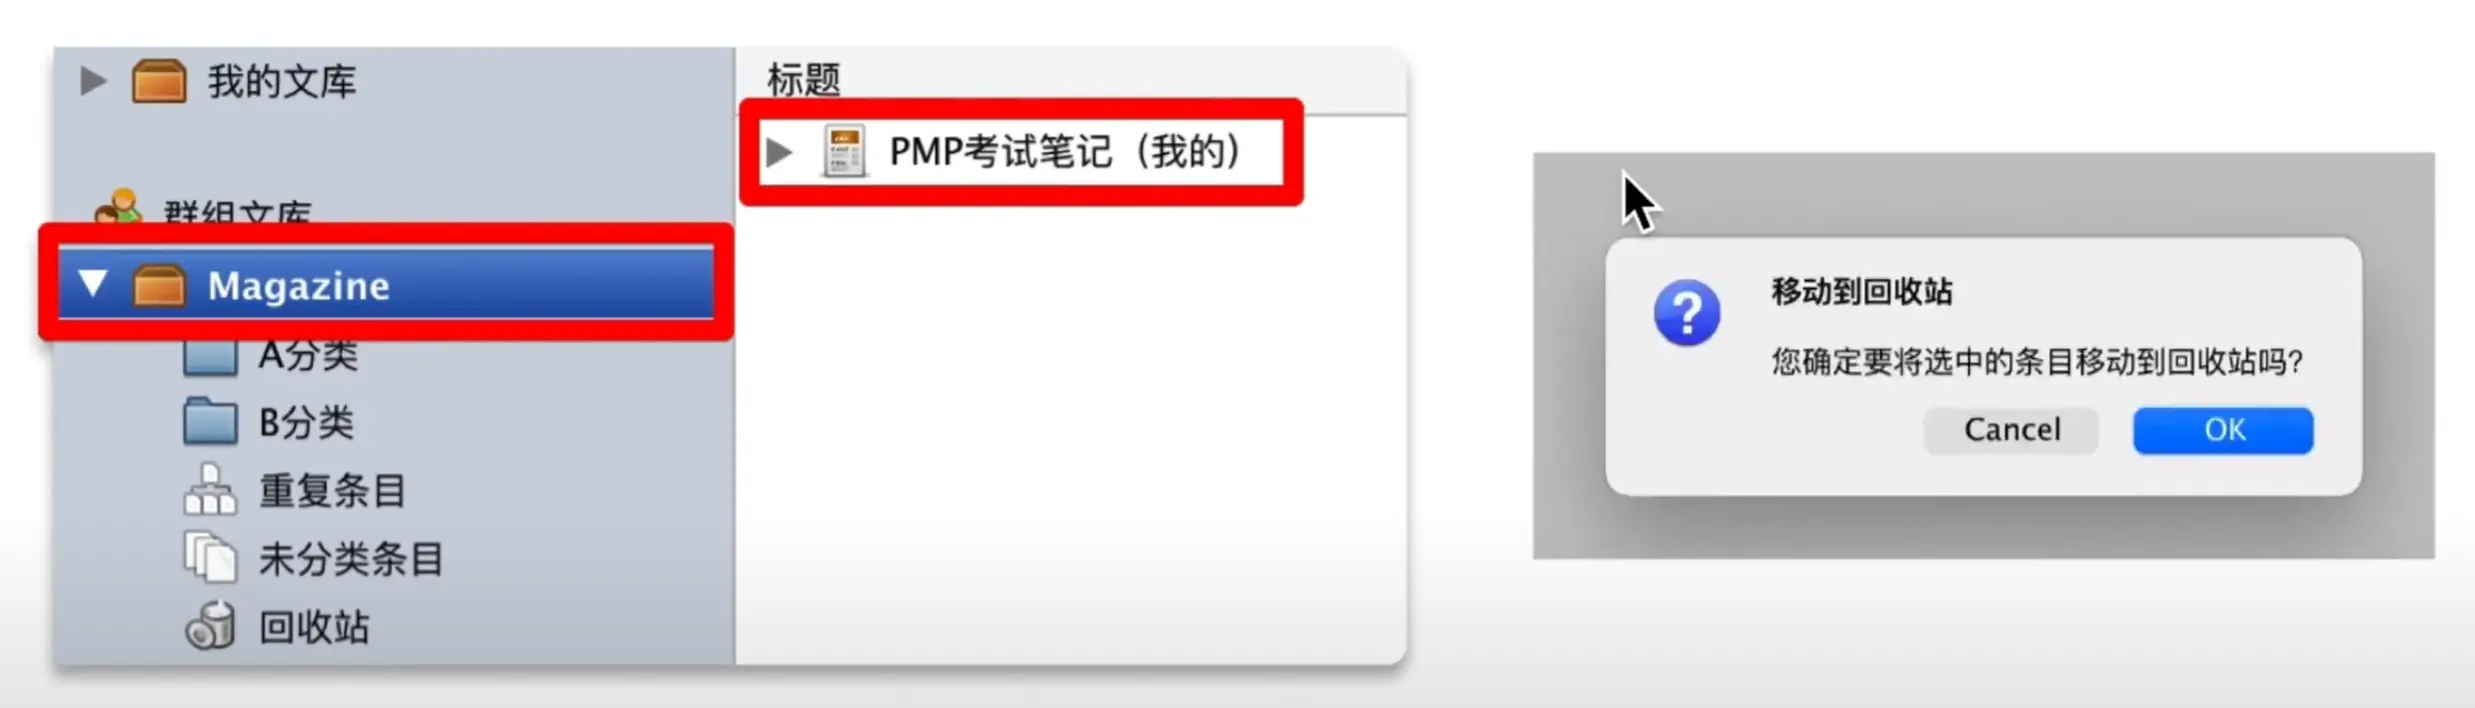 我的文库
群组文库
Magazine
A分类
B分类
重复条目
未分类条目
回收站
标题
PMP考试笔记（我的）
移动到回收站
您确定要将选中的条目移动到回收站吗?
Cancel
OK